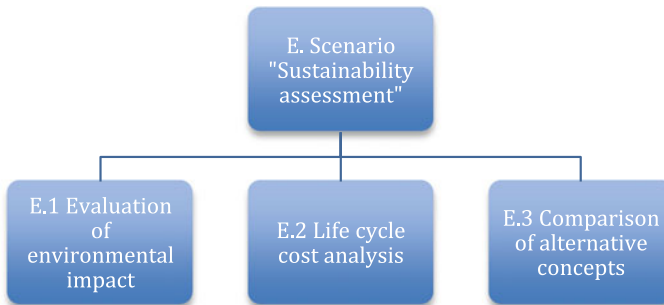 E. Scenario
"Sustainability
assessment"
E.1 Evaluation
of
environmental
impact
E.2 Life cycle
cost analysis
E.3 Comparison
of alternative
concepts